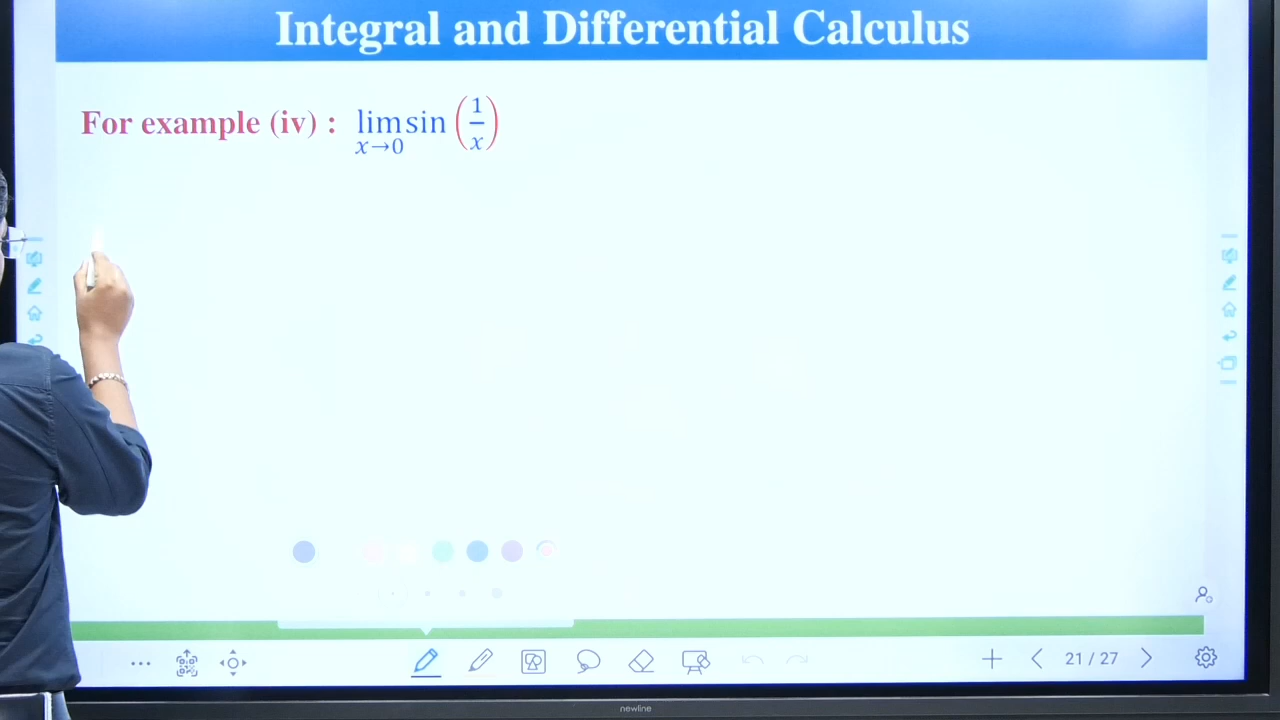 Integral and Differential Calculus
For example (iv) : lim x→0 sin (1/x)
21 / 27
newline